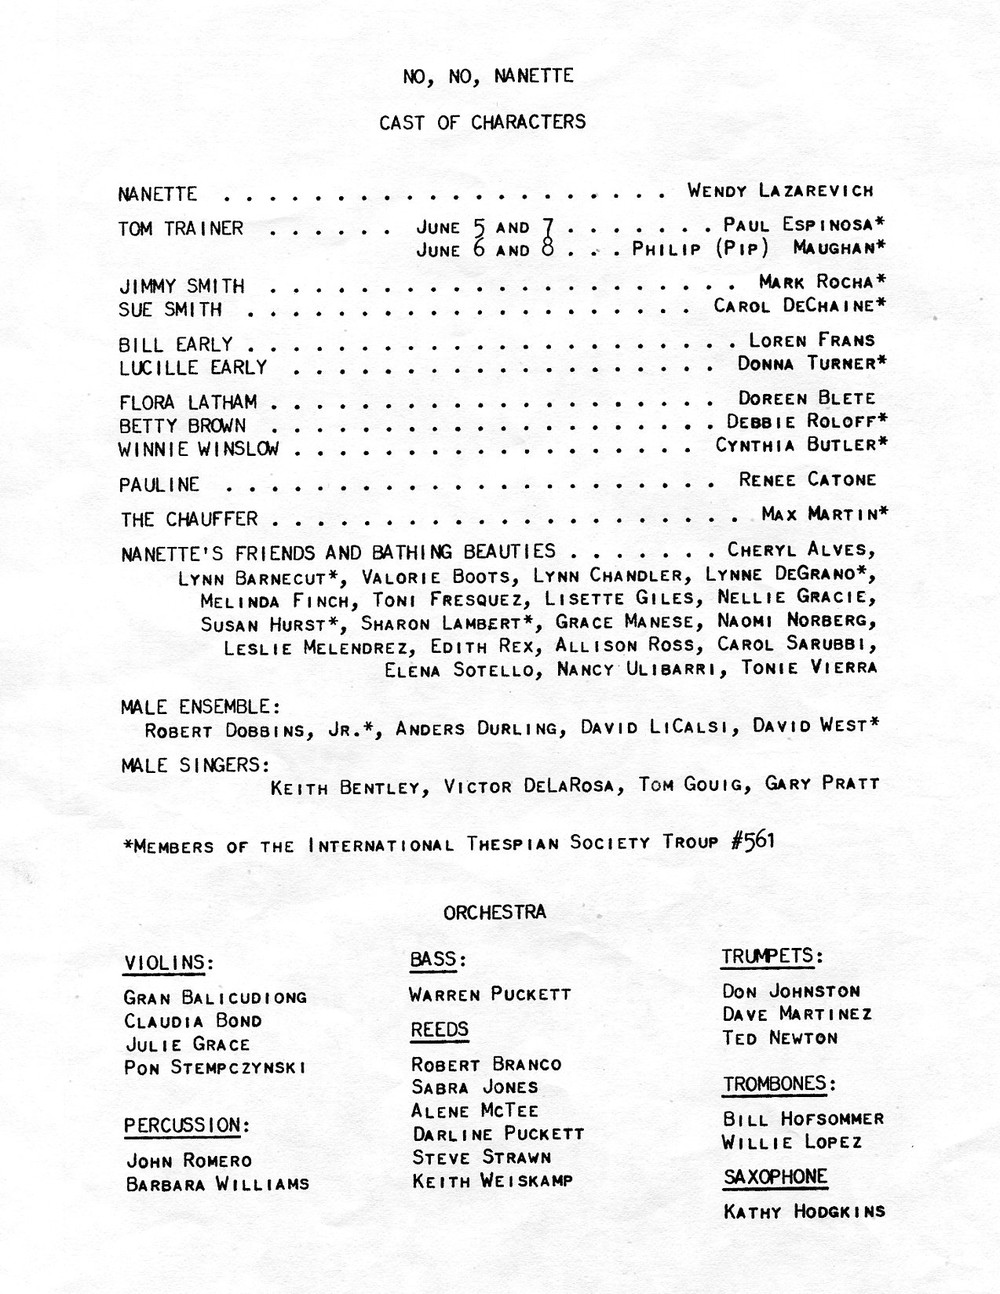 NO, NO, NANETTE
CAST OF CHARACTERS
NANETTE . . . . . . . . . . . . . . . . . . . . WENDY LAZAREVICH
TOM TRAINER . . . . . . . JUNE 5 AND 7 . . . . . . . PAUL ESPINOSA*
JUNE 6 AND 8 . . . PHILIP (PIP) MAUGHAN*
JIMMY SMITH . . . . . . . . . . . . . . . . . . . . . MARK ROCHA*
SUE SMITH . . . . . . . . . . . . . . . . . . . . CAROL DECHAINE*
BILL EARLY . . . . . . . . . . . . . . . . . . . . . . LOREN FRANS
LUCILLE EARLY . . . . . . . . . . . . . . . . . . . DONNA TURNER*
FLORA LATHAM . . . . . . . . . . . . . . . . . . . . DOREEN BLETE
BETTY BROWN . . . . . . . . . . . . . . . . . . . . DEBBIE ROLOFF*
WINNIE WINSLOW . . . . . . . . . . . . . . . . . . CYNTHIA BUTLER*
PAULINE . . . . . . . . . . . . . . . . . . . . . . RENEE CATONE
THE CHAUFFER . . . . . . . . . . . . . . . . . . . . . MAX MARTIN*
NANETTE'S FRIENDS AND BATHING BEAUTIES . . . . . . . CHERYL ALVES,
LYNN BARNECUT*, VALORIE BOOTS, LYNN CHANDLER, LYNNE DEGRANO*,
MELINDA FINCH, TONI FRESQUEZ, LISETTE GILES, NELLIE GRACIE,
SUSAN HURST*, SHARON LAMBERT*, GRACE MANESE, NAOMI NORBERG,
LESLIE MELENDREZ, EDITH REX, ALLISON ROSS, CAROL SARUBBI,
ELENA SOTELLO, NANCY ULIBARRI, TONIE VIERRA
MALE ENSEMBLE:
ROBERT DOBBINS, JR.*, ANDERS DURLING, DAVID LICALSI, DAVID WEST*
MALE SINGERS:
KEITH BENTLEY, VICTOR DELAROSA, TOM GOUIG, GARY PRATT
*MEMBERS OF THE INTERNATIONAL THESPIAN SOCIETY TROUP #561
ORCHESTRA
VIOLINS:
GRAN BALICUDIONG
CLAUDIA BOND
JULIE GRACE
PON STEMPCZYNSKI
PERCUSSION:
JOHN ROMERO
BARBARA WILLIAMS
BASS:
WARREN PUCKETT
REEDS
ROBERT BRANCO
SABRA JONES
ALENE MCTEE
DARLINE PUCKETT
STEVE STRAWN
KEITH WEISKAMP
TRUMPETS:
DON JOHNSTON
DAVE MARTINEZ
TED NEWTON
TROMBONES:
BILL HOFSOMMER
WILLIE LOPEZ
SAXOPHONE
KATHY HODGKINS